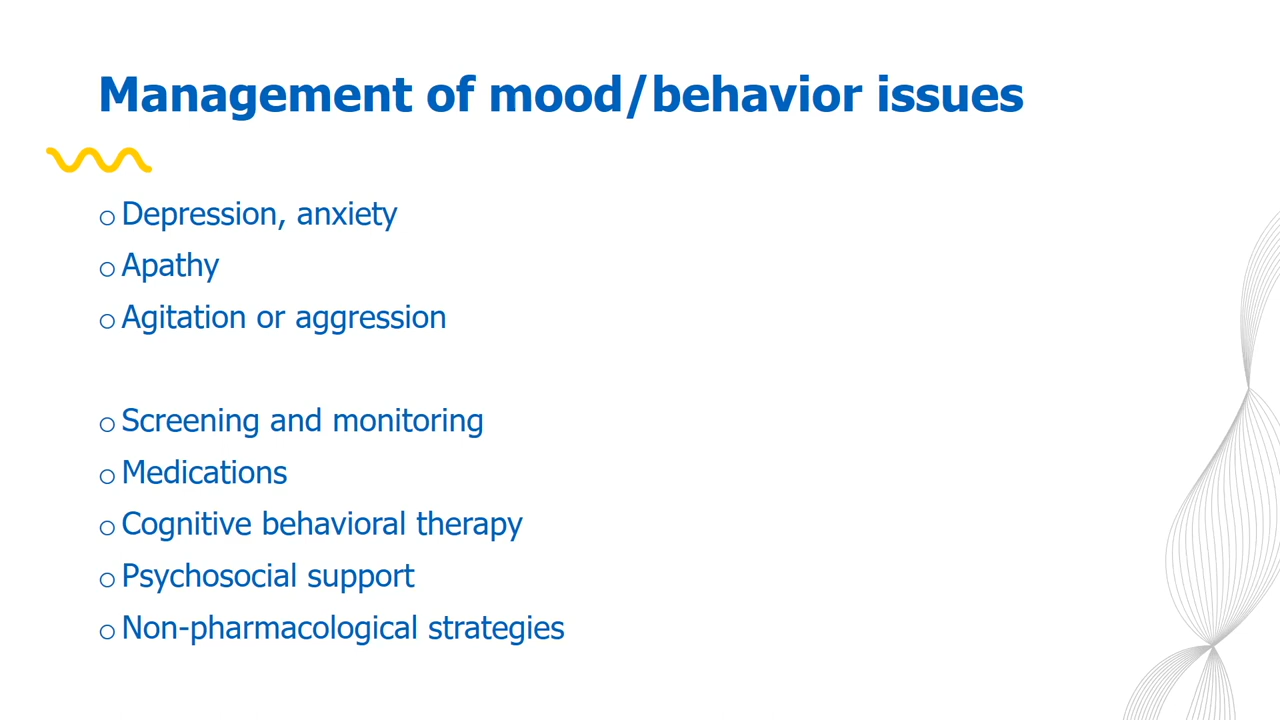 Management of mood/behavior issues
○ Depression, anxiety
○ Apathy
○ Agitation or aggression
○ Screening and monitoring
○ Medications
○ Cognitive behavioral therapy
○ Psychosocial support
○ Non-pharmacological strategies